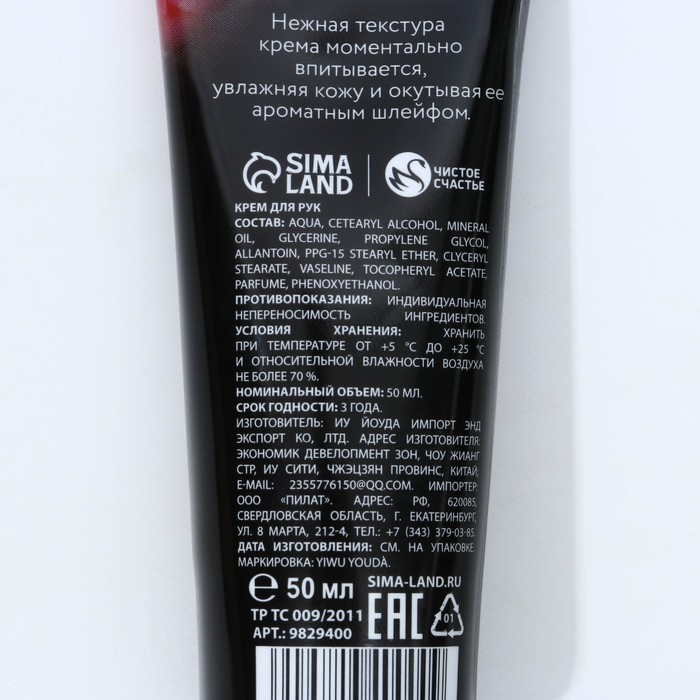 Нежная текстура
крема моментально
впитывается,
увлажняя кожу и окутывая ее
ароматным шлейфом.
SIMA LAND | ЧИСТОЕ СЧАСТЬЕ
КРЕМ ДЛЯ РУК
СОСТАВ: AQUA, CETEARYL ALCOHOL, MINERAL
OIL, GLYCERINE, PROPYLENE GLYCOL,
ALLANTOIN, PPG-15 STEARYL ETHER, CLYCERYL
STEARATE, VASELINE, TOCOPHERYL ACETATE,
PARFUME, PHENOXYETHANOL.
ПРОТИВОПОКАЗАНИЯ: ИНДИВИДУАЛЬНАЯ
НЕПЕРЕНОСИМОСТЬ ИНГРЕДИЕНТОВ.
УСЛОВИЯ ХРАНЕНИЯ: ХРАНИТЬ
ПРИ ТЕМПЕРАТУРЕ ОТ +5 °C ДО +25 °C
И ОТНОСИТЕЛЬНОЙ ВЛАЖНОСТИ ВОЗДУХА
НЕ БОЛЕЕ 70 %.
НОМИНАЛЬНЫЙ ОБЪЕМ: 50 МЛ.
СРОК ГОДНОСТИ: 3 ГОДА.
ИЗГОТОВИТЕЛЬ: ИУ ЙОУДА ИМПОРТ ЭНД
ЭКСПОРТ КО, ЛТД. АДРЕС ИЗГОТОВИТЕЛЯ:
ЭКОНОМИК ДЕВЕЛОПМЕНТ ЗОН, ЧОУ ЖИАНГ
СТР, ИУ СИТИ, ЧЖЭЦЗЯН ПРОВИНС, КИТАЙ;
E-MAIL: 2355776150@QQ.COM. ИМПОРТЕР:
ООО «ПИЛАТ». АДРЕС: РФ, 620085,
СВЕРДЛОВСКАЯ ОБЛАСТЬ, Г. ЕКАТЕРИНБУРГ,
УЛ. 8 МАРТА, 212-4, ТЕЛ.: +7 (343) 379-03-85.
ДАТА ИЗГОТОВЛЕНИЯ: СМ. НА УПАКОВКЕ.
МАРКИРОВКА: YIWU YOUDÀ.
℮ 50 МЛ SIMA-LAND.RU
ТР ТС 009/2011 EAC 01
АРТ.: 9829400